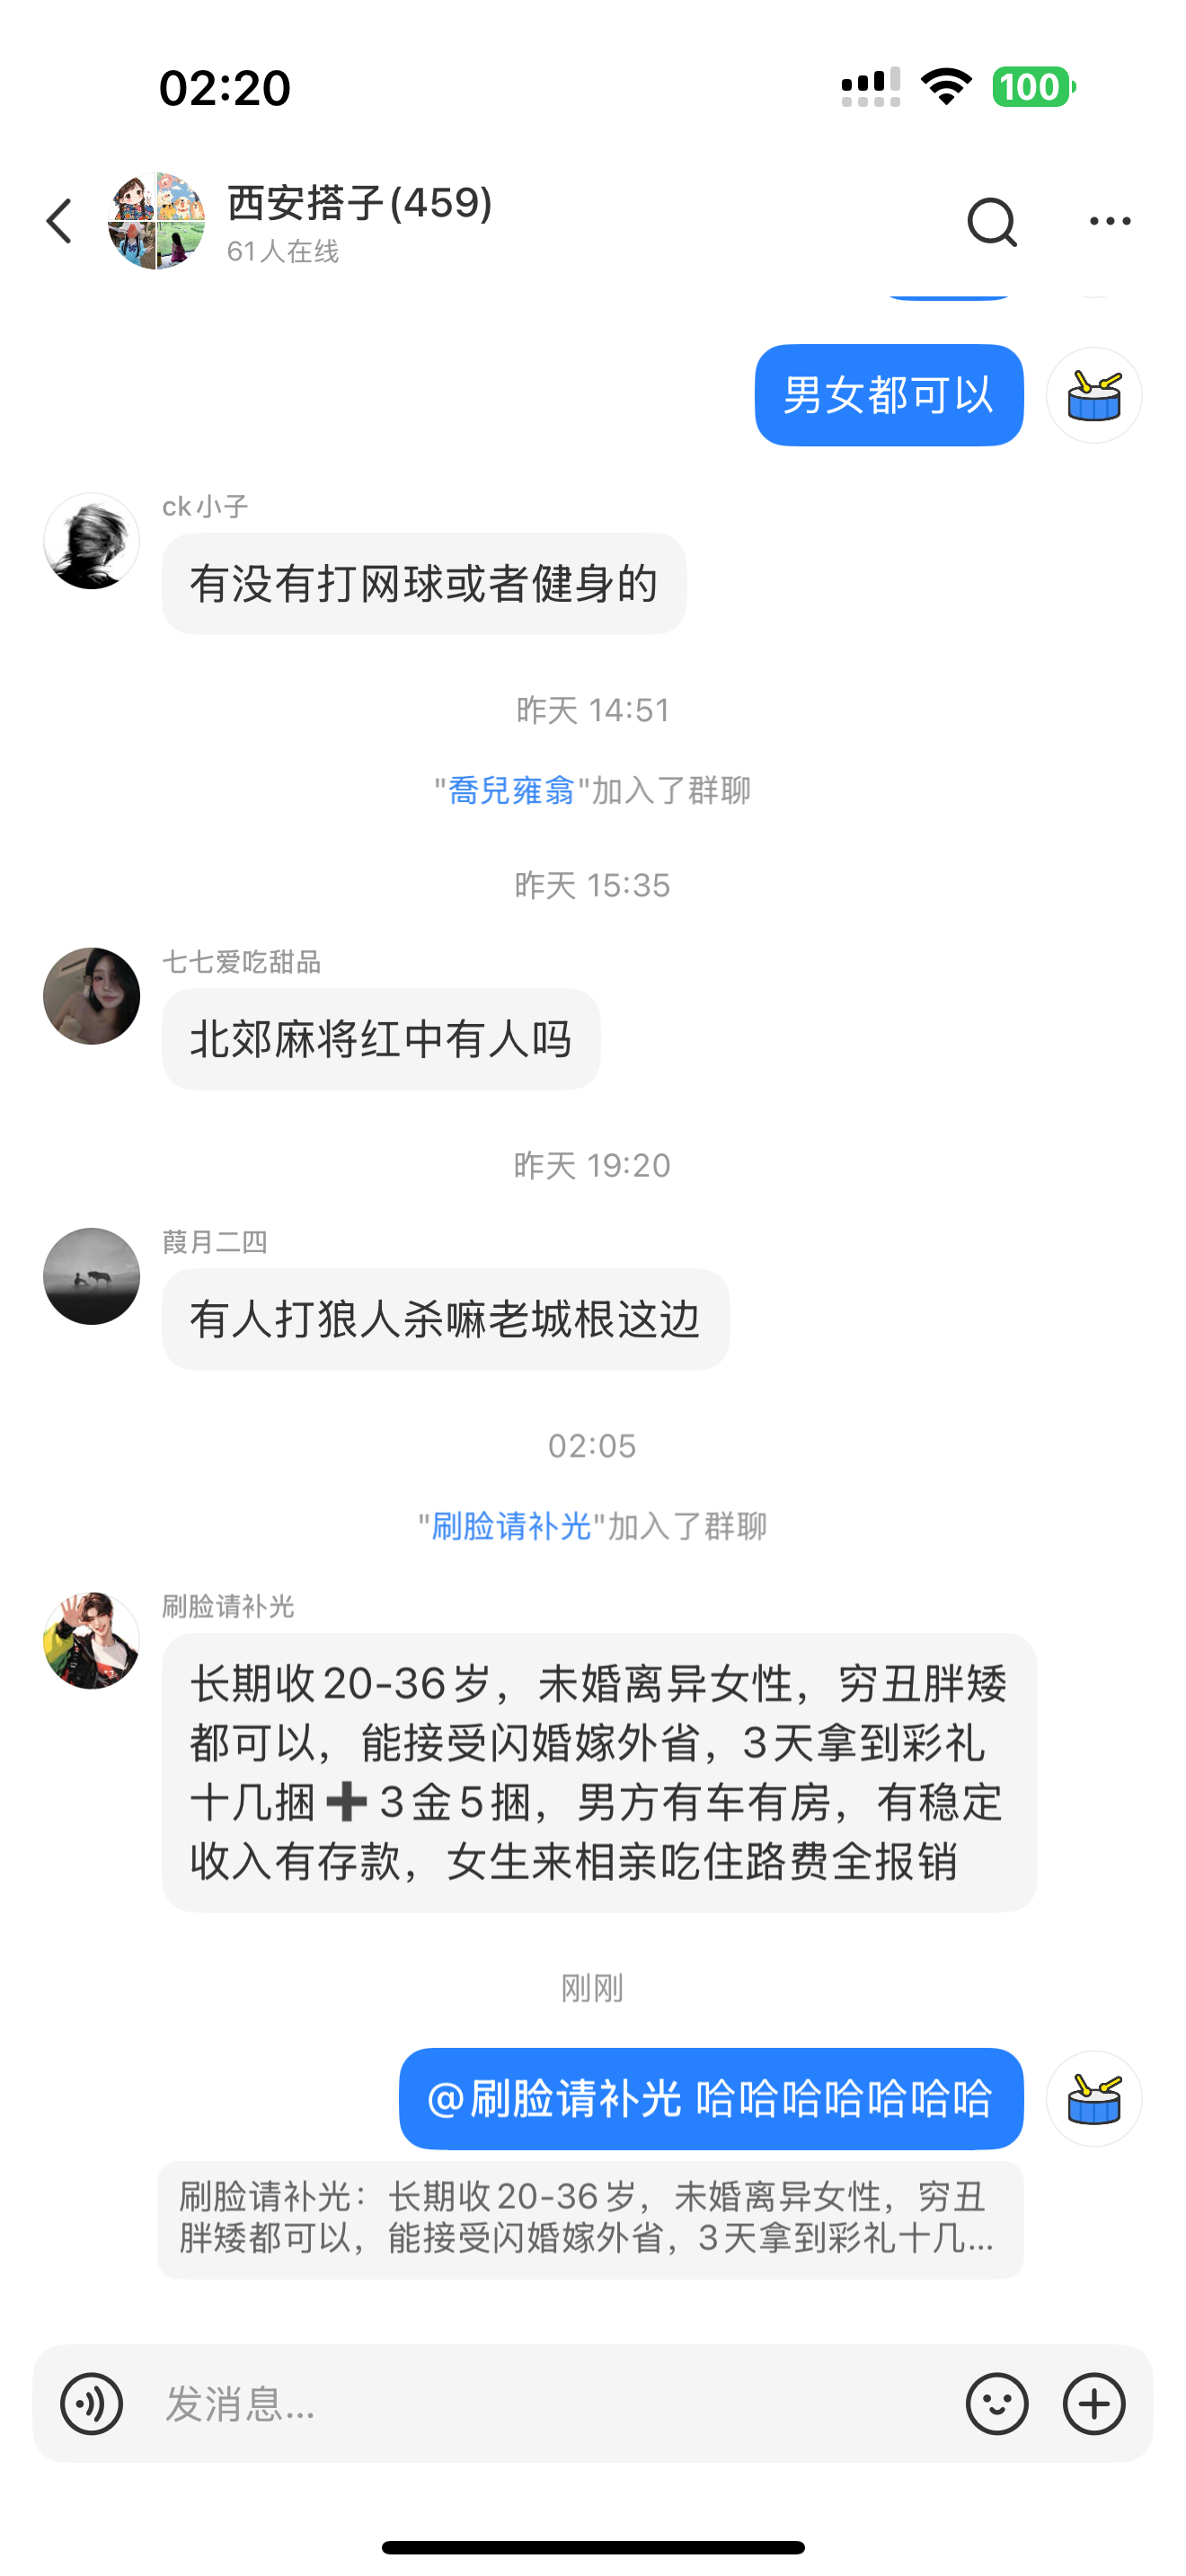 02:20
100
西安搭子(459)
61人在线
男女都可以
ck小子
有没有打网球或者健身的
昨天 14:51
"喬兒雍翕"加入了群聊
昨天 15:35
七七爱吃甜品
北郊麻将红中有人吗
昨天 19:20
葭月二四
有人打狼人杀嘛老城根这边
02:05
"刷脸请补光"加入了群聊
刷脸请补光
长期收20-36岁，未婚离异女性，穷丑胖矮
都可以，能接受闪婚嫁外省，3天拿到彩礼
十几捆➕3金5捆，男方有车有房，有稳定
收入有存款，女生来相亲吃住路费全报销
刚刚
@刷脸请补光 哈哈哈哈哈哈哈
刷脸请补光：长期收20-36岁，未婚离异女性，穷丑
胖矮都可以，能接受闪婚嫁外省，3天拿到彩礼十几...
发消息...